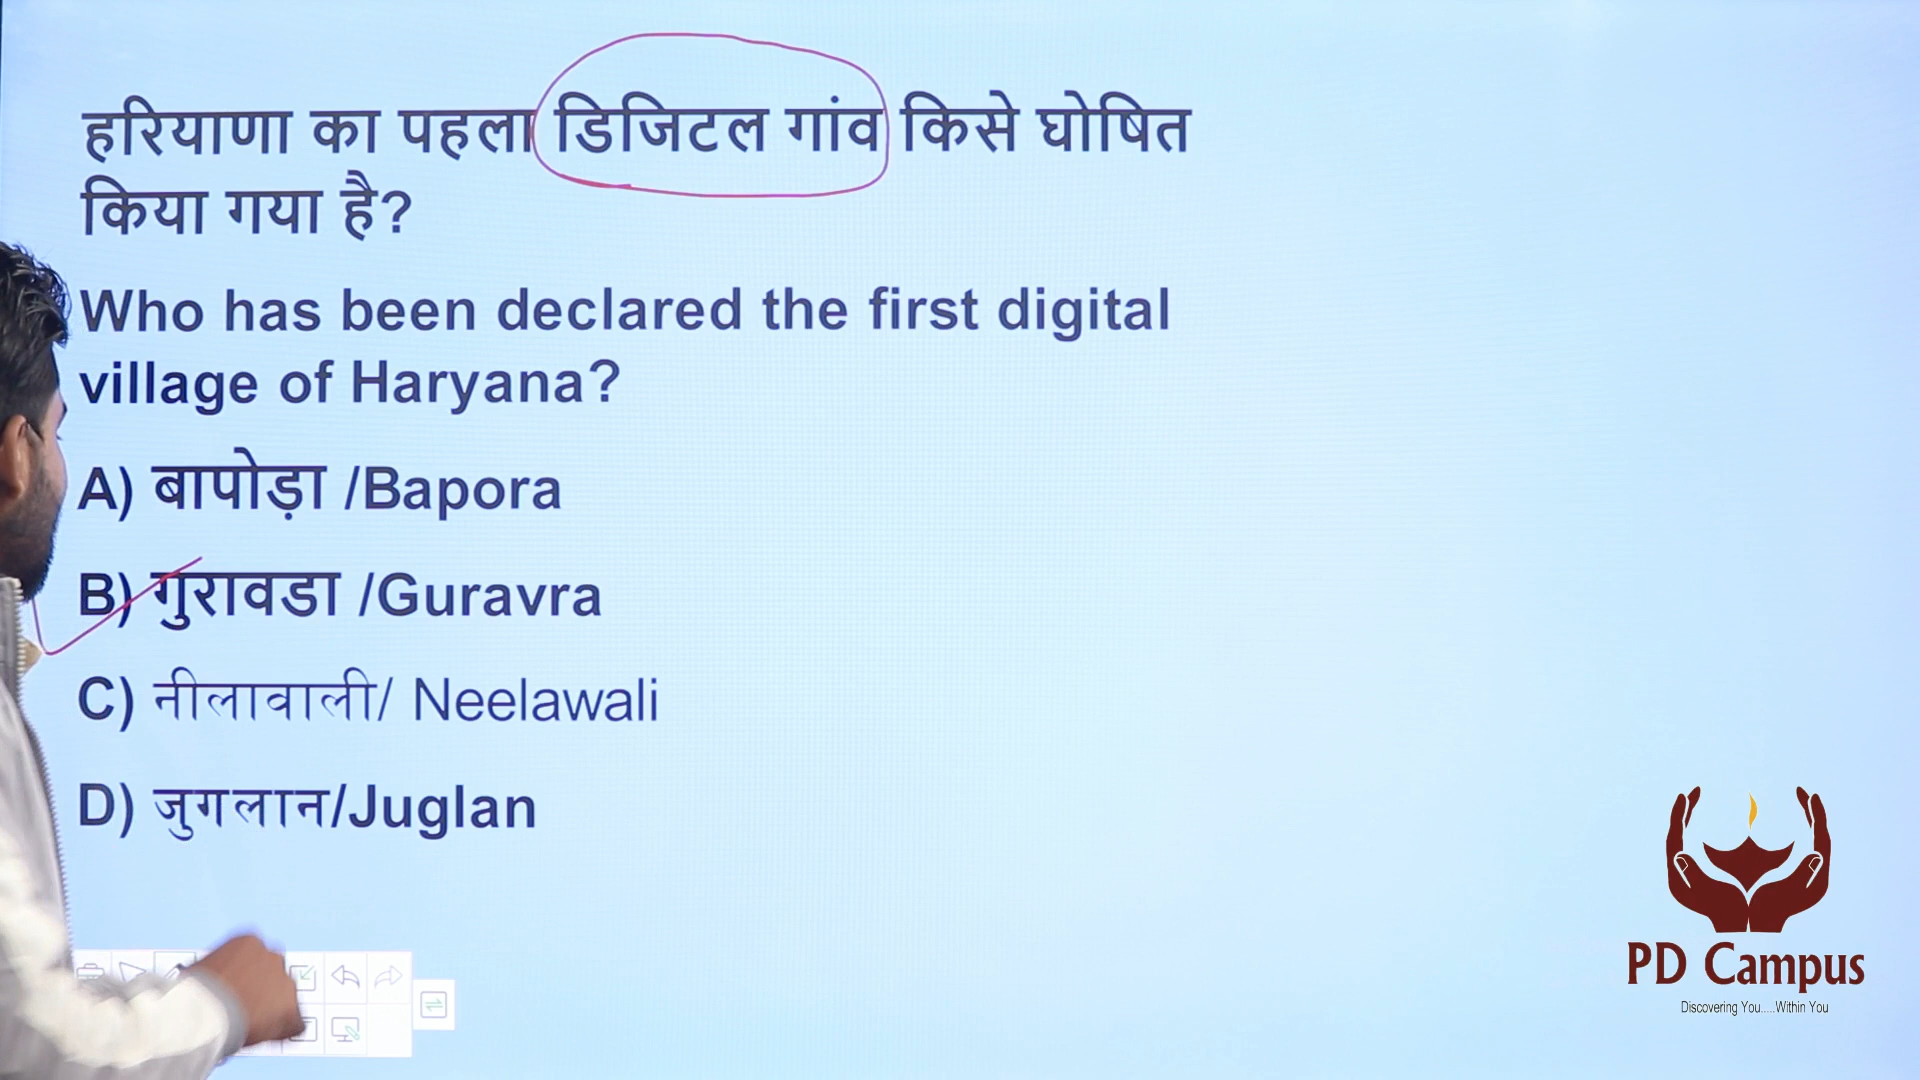 हरियाणा का पहला डिजिटल गांव किसे घोषित
किया गया है?
Who has been declared the first digital
village of Haryana?
A) बापोड़ा /Bapora
B) गुरावडा /Guravra
C) नीलावाली/ Neelawali
D) जुगलान/Juglan
PD Campus
Discovering You.....Within You